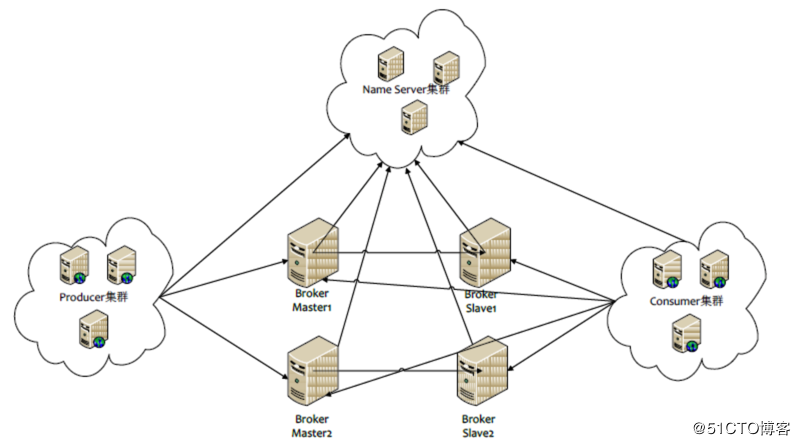 Name Server集群
Producer集群
Broker
Master1
Broker
Slave1
Consumer集群
Broker
Master2
Broker
Slave2
@51CTO博客